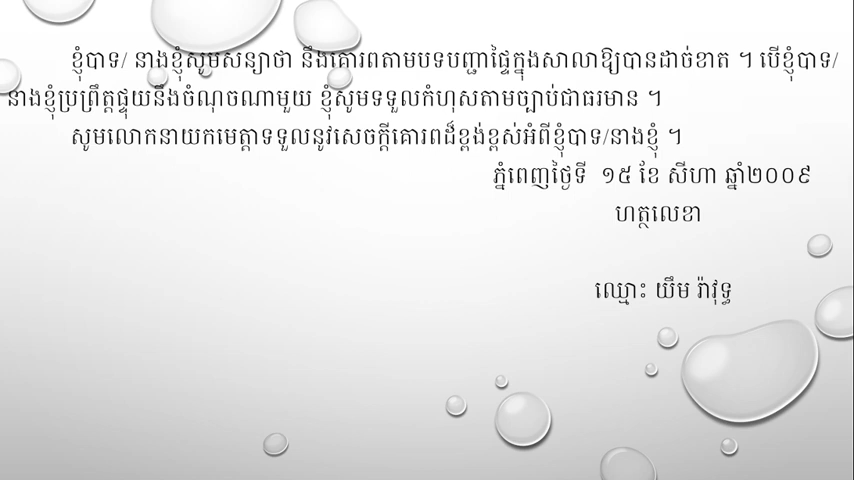 ខ្ញុំបាទ/ នាងខ្ញុំសូមសន្យាថា នឹងគោរពតាមបទបញ្ជាផ្ទៃក្នុងសាលាឱ្យបានដាច់ខាត ។ បើខ្ញុំបាទ/
នាងខ្ញុំប្រព្រឹត្តផ្ទុយនឹងចំណុចណាមួយ ខ្ញុំសូមទទួលកំហុសតាមច្បាប់ជាធរមាន ។
សូមលោកនាយកមេត្តាទទួលនូវសេចក្ដីគោរពដ៏ខ្ពង់ខ្ពស់អំពីខ្ញុំបាទ/នាងខ្ញុំ ។
ភ្នំពេញថ្ងៃទី ១៥ ខែ សីហា ឆ្នាំ២០០៩
ហត្ថលេខា
ឈ្មោះ យឹម រ៉ាវុទ្ធ